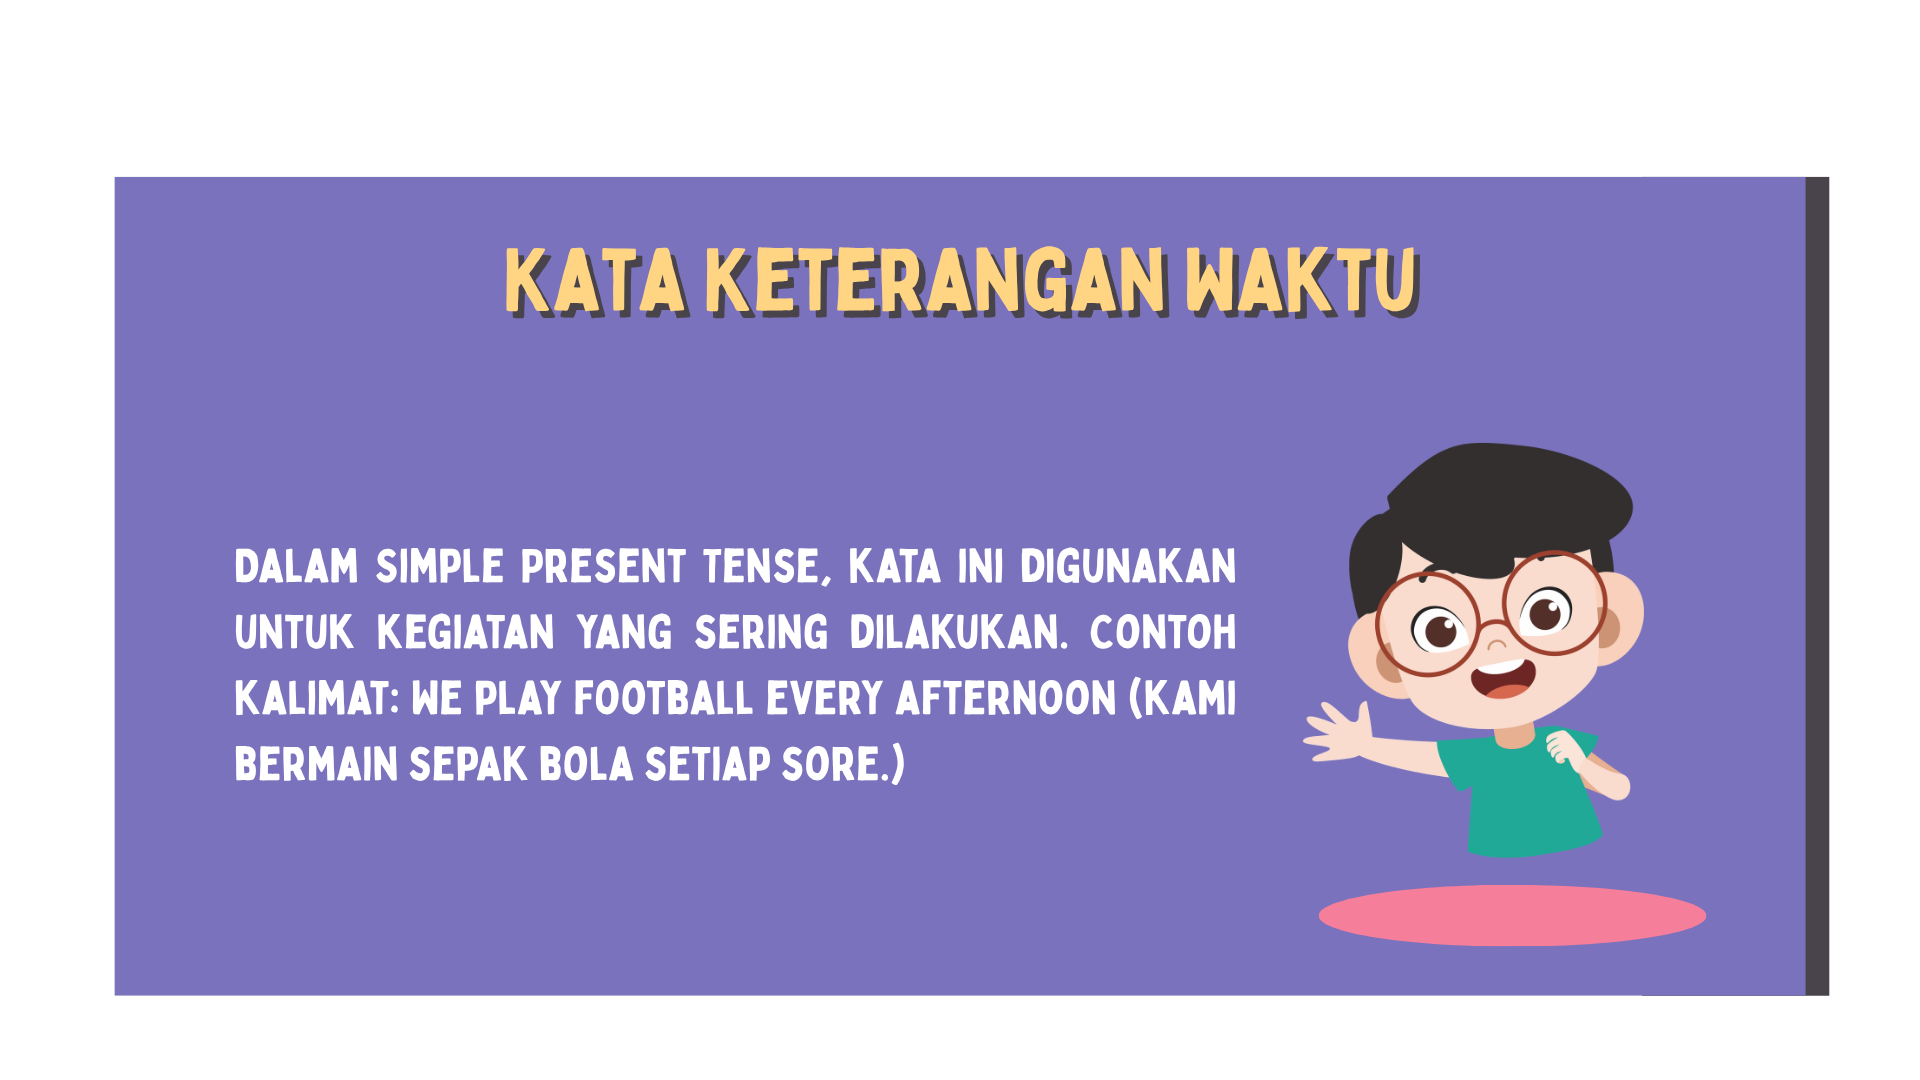 KATA KETERANGAN WAKTU
DALAM SIMPLE PRESENT TENSE, KATA INI DIGUNAKAN
UNTUK KEGIATAN YANG SERING DILAKUKAN. CONTOH
KALIMAT: WE PLAY FOOTBALL EVERY AFTERNOON (KAMI
BERMAIN SEPAK BOLA SETIAP SORE.)